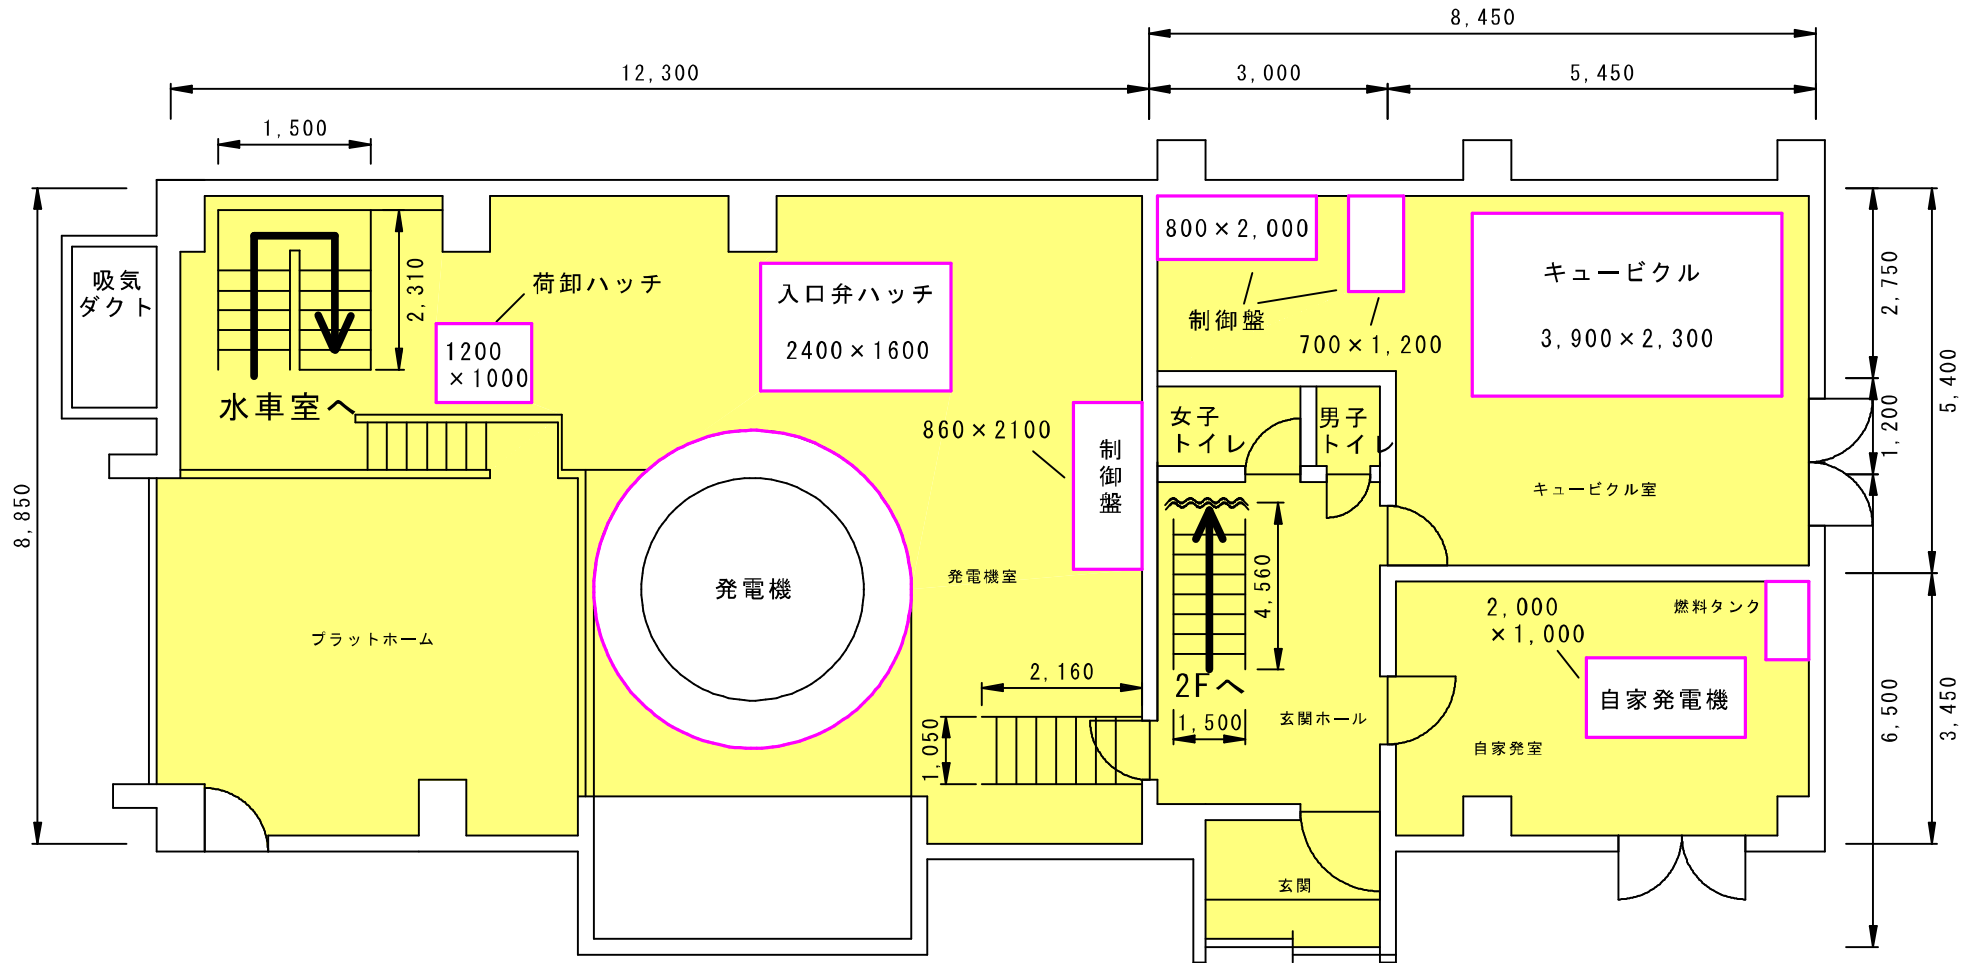 8,450
12,300
3,000
5,450
1,500
吸気
ダクト
2,310
荷卸ハッチ
1200
×1000
水車室へ
入口弁ハッチ
2400×1600
860×2100
制御盤
800×2,000
制御盤
700×1,200
キュービクル
3,900×2,300
2,750
5,400
1,200
女子
トイレ
男子
トイレ
キュービクル室
8,850
発電機
発電機室
プラットホーム
4,560
2Fへ
1,500
2,160
1,050
玄関ホール
2,000
×1,000
燃料タンク
自家発電機
自家発室
6,500
3,450
玄関